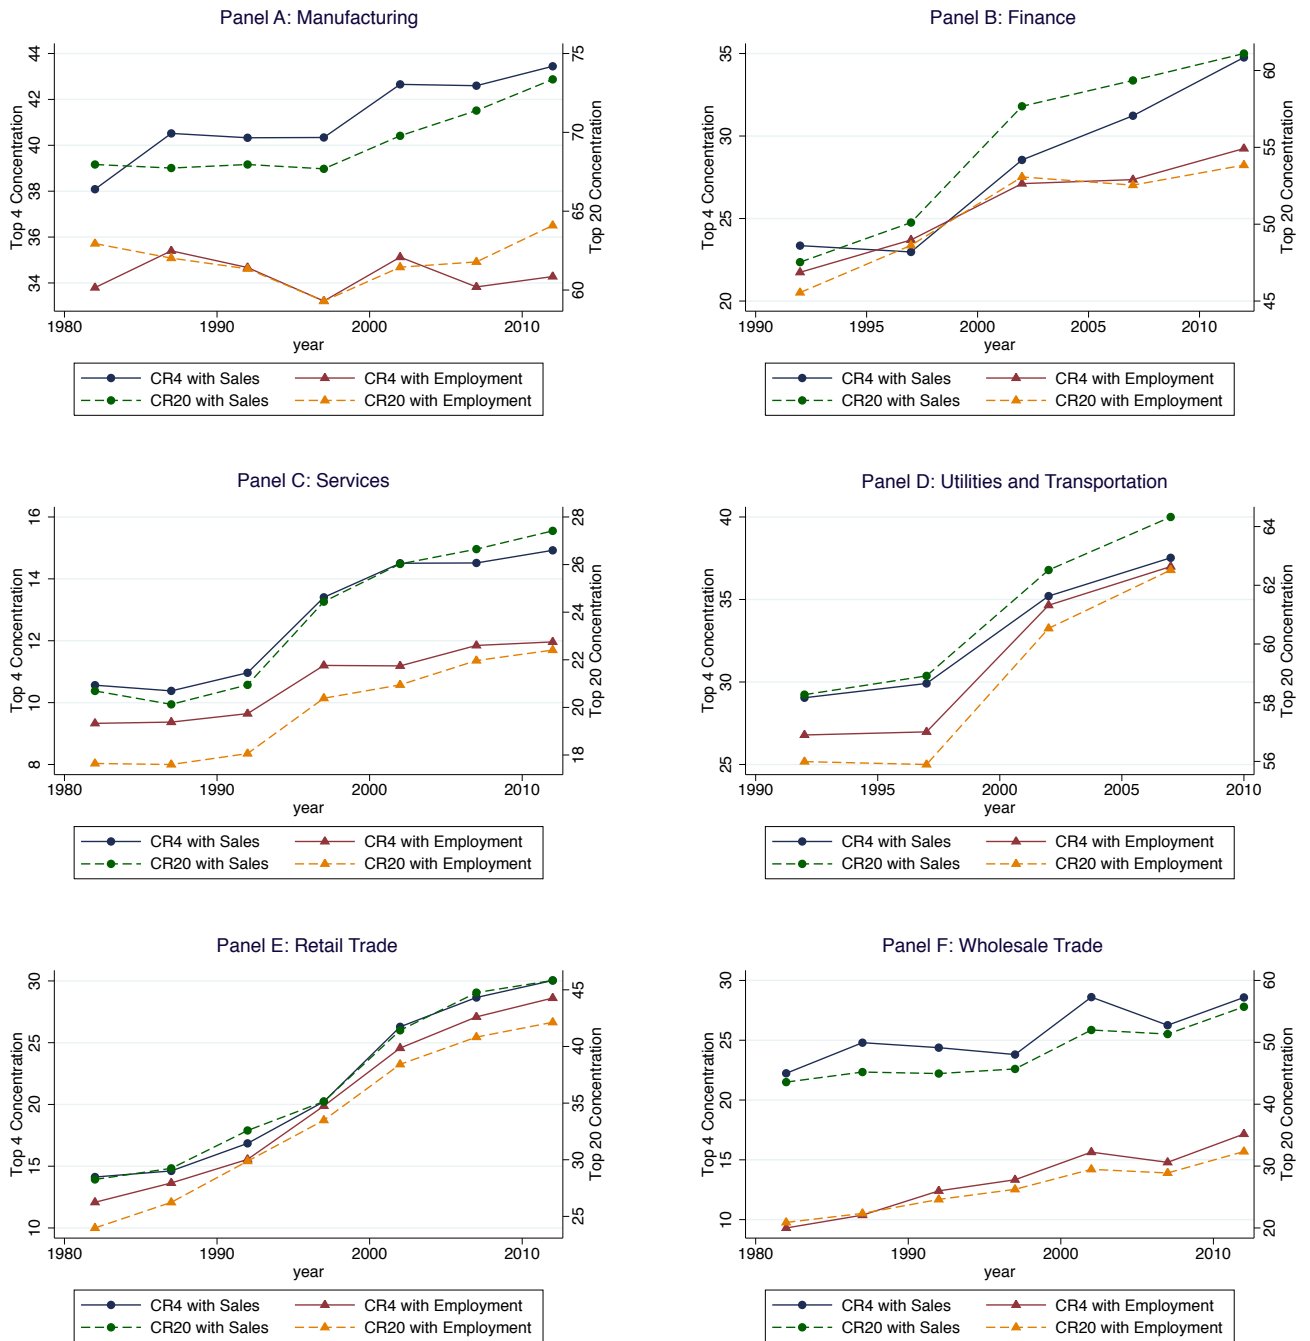 Panel A: Manufacturing
Top 4 Concentration
34 36 38 40 42 44
Top 20 Concentration
60 65 70 75
1980 1990 2000 2010
year
CR4 with Sales CR4 with Employment
CR20 with Sales CR20 with Employment
Panel B: Finance
Top 4 Concentration
20 25 30 35
Top 20 Concentration
45 50 55 60
1990 1995 2000 2005 2010
year
CR4 with Sales CR4 with Employment
CR20 with Sales CR20 with Employment
Panel C: Services
Top 4 Concentration
8 10 12 14 16
Top 20 Concentration
18 20 22 24 26 28
1980 1990 2000 2010
year
CR4 with Sales CR4 with Employment
CR20 with Sales CR20 with Employment
Panel D: Utilities and Transportation
Top 4 Concentration
25 30 35 40
Top 20 Concentration
56 58 60 62 64
1990 1995 2000 2005 2010
year
CR4 with Sales CR4 with Employment
CR20 with Sales CR20 with Employment
Panel E: Retail Trade
Top 4 Concentration
10 15 20 25 30
Top 20 Concentration
25 30 35 40 45
1980 1990 2000 2010
year
CR4 with Sales CR4 with Employment
CR20 with Sales CR20 with Employment
Panel F: Wholesale Trade
Top 4 Concentration
10 15 20 25 30
Top 20 Concentration
20 30 40 50 60
1980 1990 2000 2010
year
CR4 with Sales CR4 with Employment
CR20 with Sales CR20 with Employment